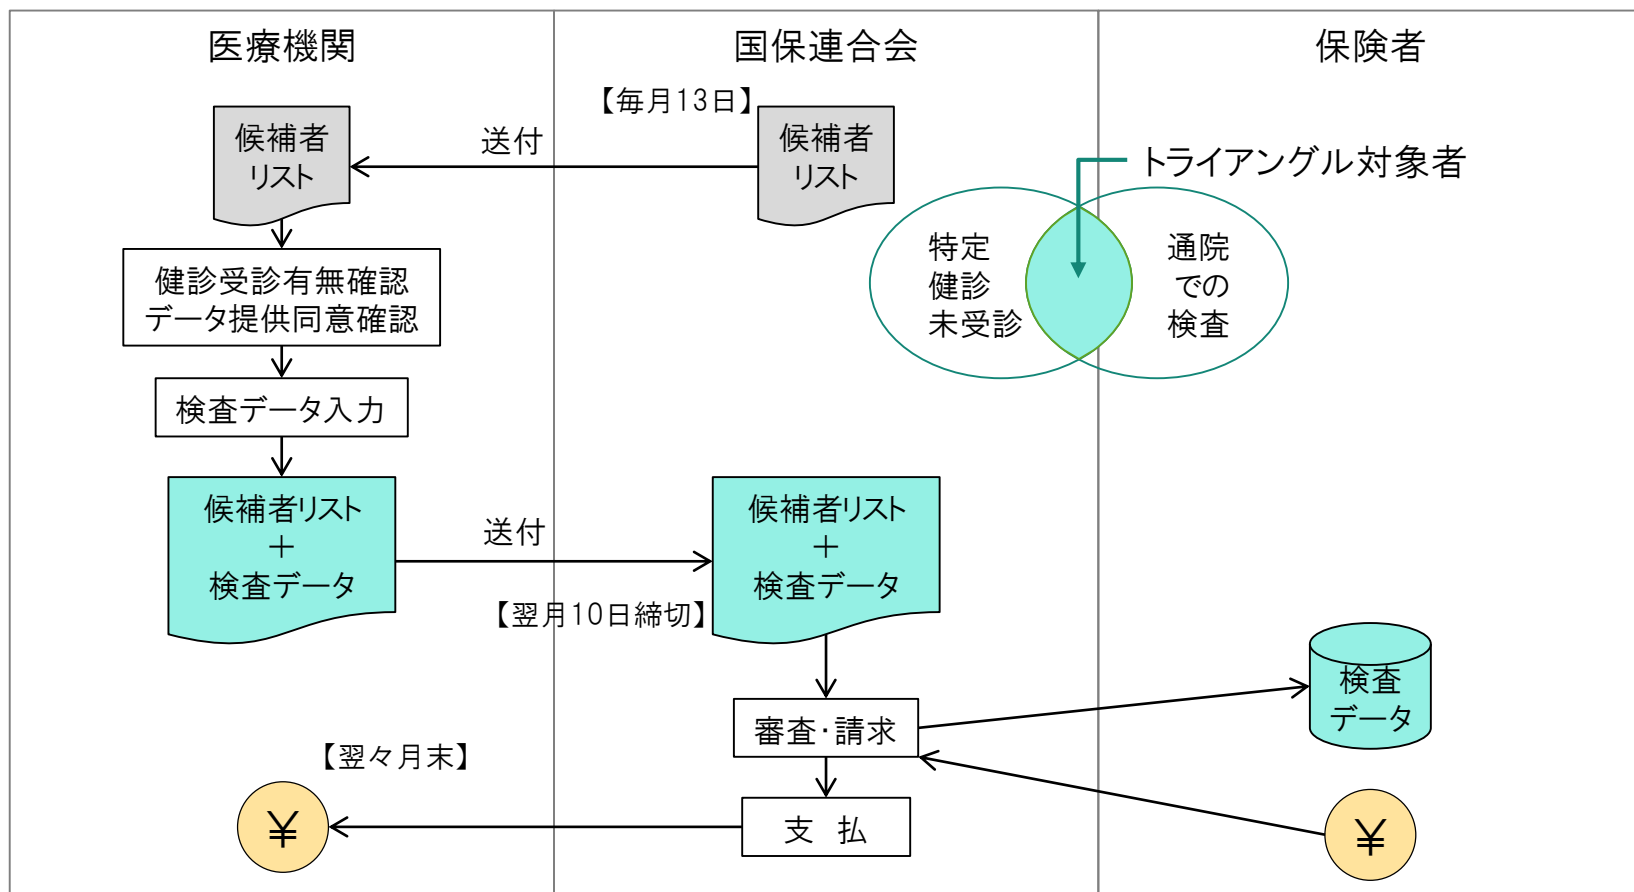 医療機関
国保連合会
保険者
【毎月13日】
候補者
リスト
送付
候補者
リスト
トライアングル対象者
特定
健診
未受診
通院
での
検査
健診受診有無確認
データ提供同意確認
検査データ入力
候補者リスト
＋
検査データ
送付
候補者リスト
＋
検査データ
【翌月10日締切】
検査
データ
審査・請求
【翌々月末】
¥
支 払
¥